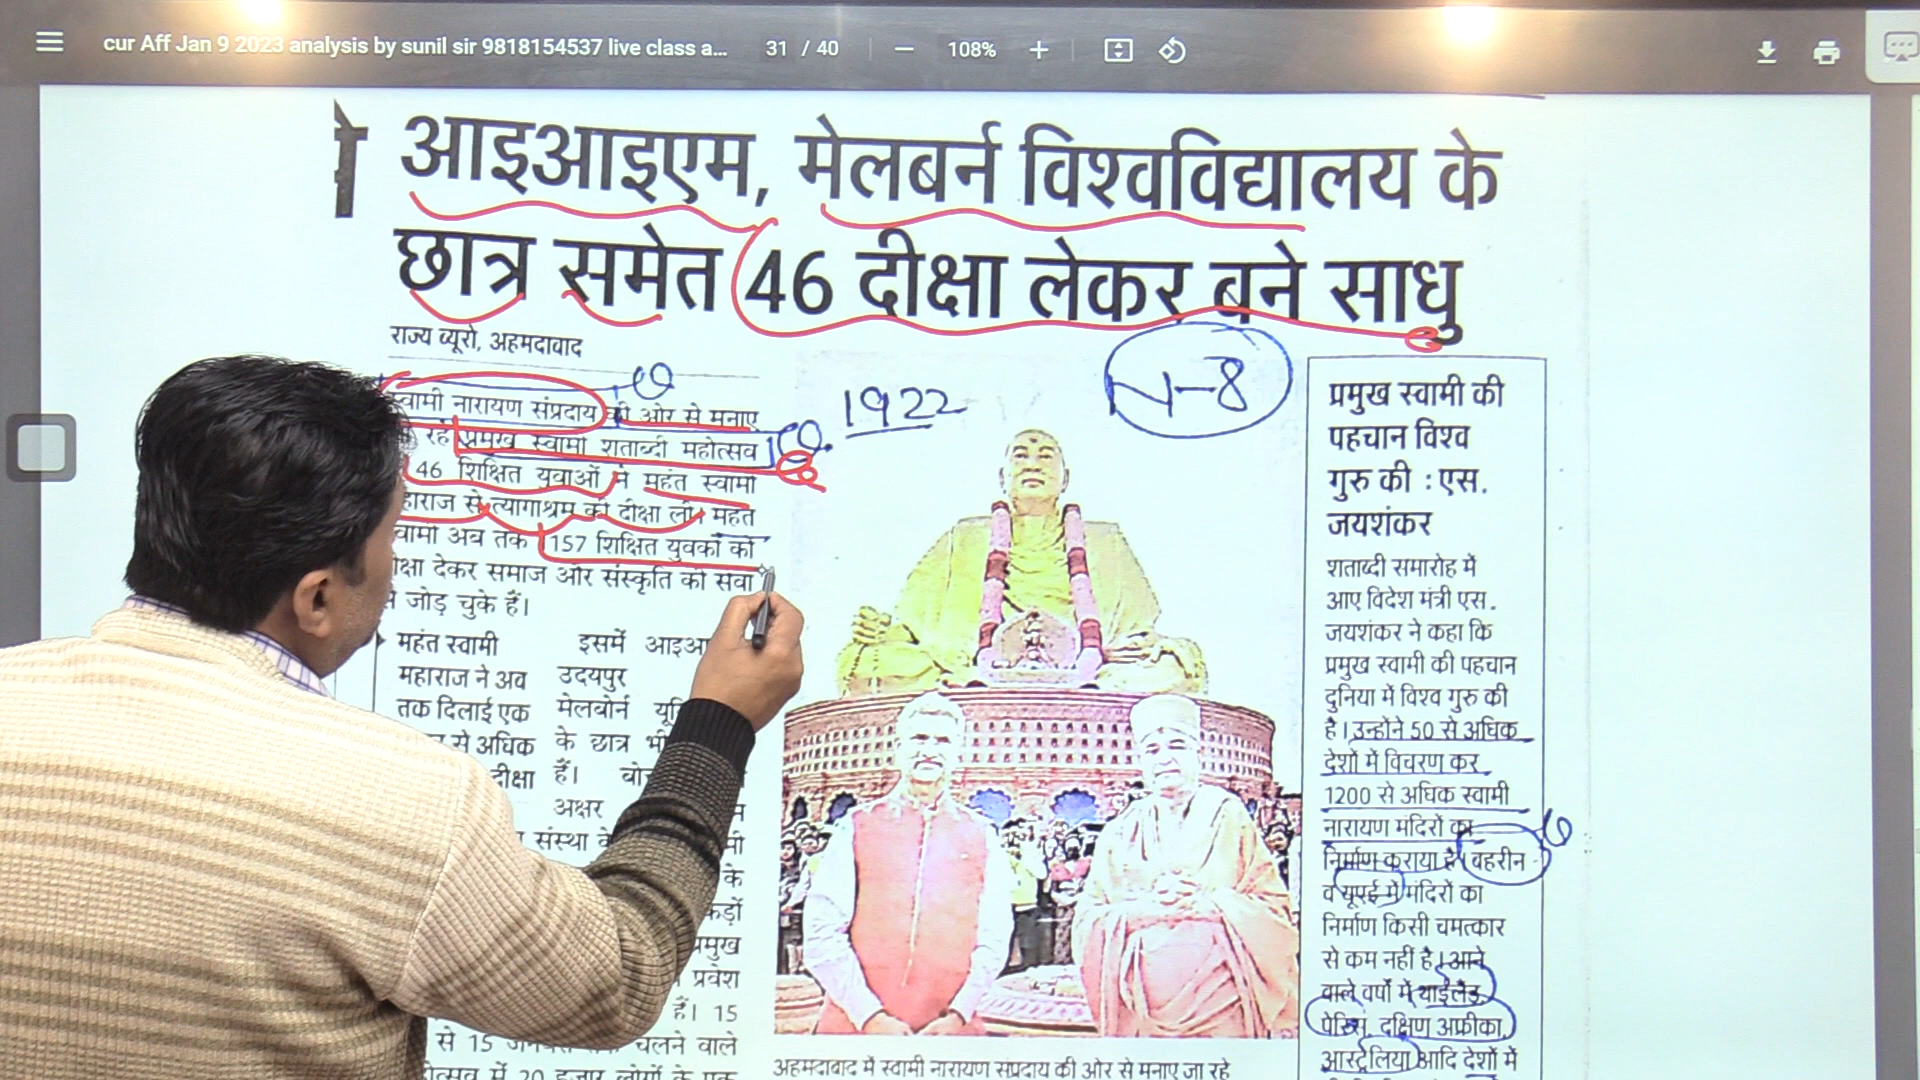 cur Aff Jan 9 2023 analysis by sunil sir 9818154537 live class a...
31 / 40
108%
आइआइएम, मेलबर्न विश्वविद्यालय के
छात्र समेत 46 दीक्षा लेकर बने साधु
राज्य ब्यूरो, अहमदाबाद
स्वामी नारायण संप्रदाय की ओर से मनाए
रहे प्रमुख स्वामी शताब्दी महोत्सव
46 शिक्षित युवाओं ने महंत स्वामी
से त्यागाश्रम की दीक्षा ली। महंत
अब तक 157 शिक्षित युवकों को
देकर समाज और संस्कृति की सेवा
से जोड़ चुके हैं।
1922
N-8
महंत स्वामी
महाराज ने अब
तक दिलाई एक
से अधिक
दीक्षा
इसमें
उदयपुर
मेलबोर्न
के छात्र
हैं।
अक्षर
संस्था
के
प्रमुख
प्रवेश
हैं। 15
से 15 चलने वाले
में 20 हजार लोगों के एक
प्रमुख स्वामी की
पहचान विश्व
गुरु की : एस.
जयशंकर
शताब्दी समारोह में
आए विदेश मंत्री एस.
जयशंकर ने कहा कि
प्रमुख स्वामी की पहचान
दुनिया में विश्व गुरु की
है। उन्होंने 50 से अधिक
देशों में विचरण कर
1200 से अधिक स्वामी
नारायण मंदिरों का
निर्माण कराया है। बहरीन
व यूएई में मंदिरों का
निर्माण किसी चमत्कार
से कम नहीं है। आने
वाले वर्षों में थाईलैंड
पेरिस, दक्षिण अफ्रीका,
आस्ट्रेलिया आदि देशों में
अहमदाबाद में स्वामी नारायण संप्रदाय की ओर से मनाए जा रहे